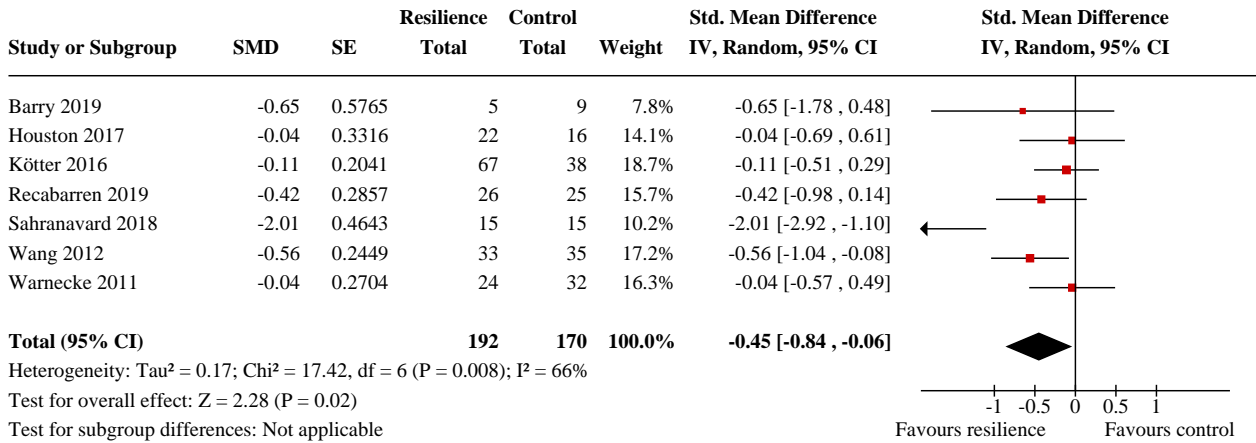 Resilience Control Std. Mean Difference Std. Mean Difference
Study or Subgroup SMD SE Total Total Weight IV, Random, 95% CI IV, Random, 95% CI
Barry 2019 -0.65 0.5765 5 9 7.8% -0.65 [-1.78 , 0.48]
Houston 2017 -0.04 0.3316 22 16 14.1% -0.04 [-0.69 , 0.61]
Kötter 2016 -0.11 0.2041 67 38 18.7% -0.11 [-0.51 , 0.29]
Recabarren 2019 -0.42 0.2857 26 25 15.7% -0.42 [-0.98 , 0.14]
Sahranavard 2018 -2.01 0.4643 15 15 10.2% -2.01 [-2.92 , -1.10]
Wang 2012 -0.56 0.2449 33 35 17.2% -0.56 [-1.04 , -0.08]
Warnecke 2011 -0.04 0.2704 24 32 16.3% -0.04 [-0.57 , 0.49]
Total (95% CI) 192 170 100.0% -0.45 [-0.84 , -0.06]
Heterogeneity: Tau² = 0.17; Chi² = 17.42, df = 6 (P = 0.008); I² = 66%
Test for overall effect: Z = 2.28 (P = 0.02)
Test for subgroup differences: Not applicable
-1 -0.5 0 0.5 1
Favours resilience Favours control